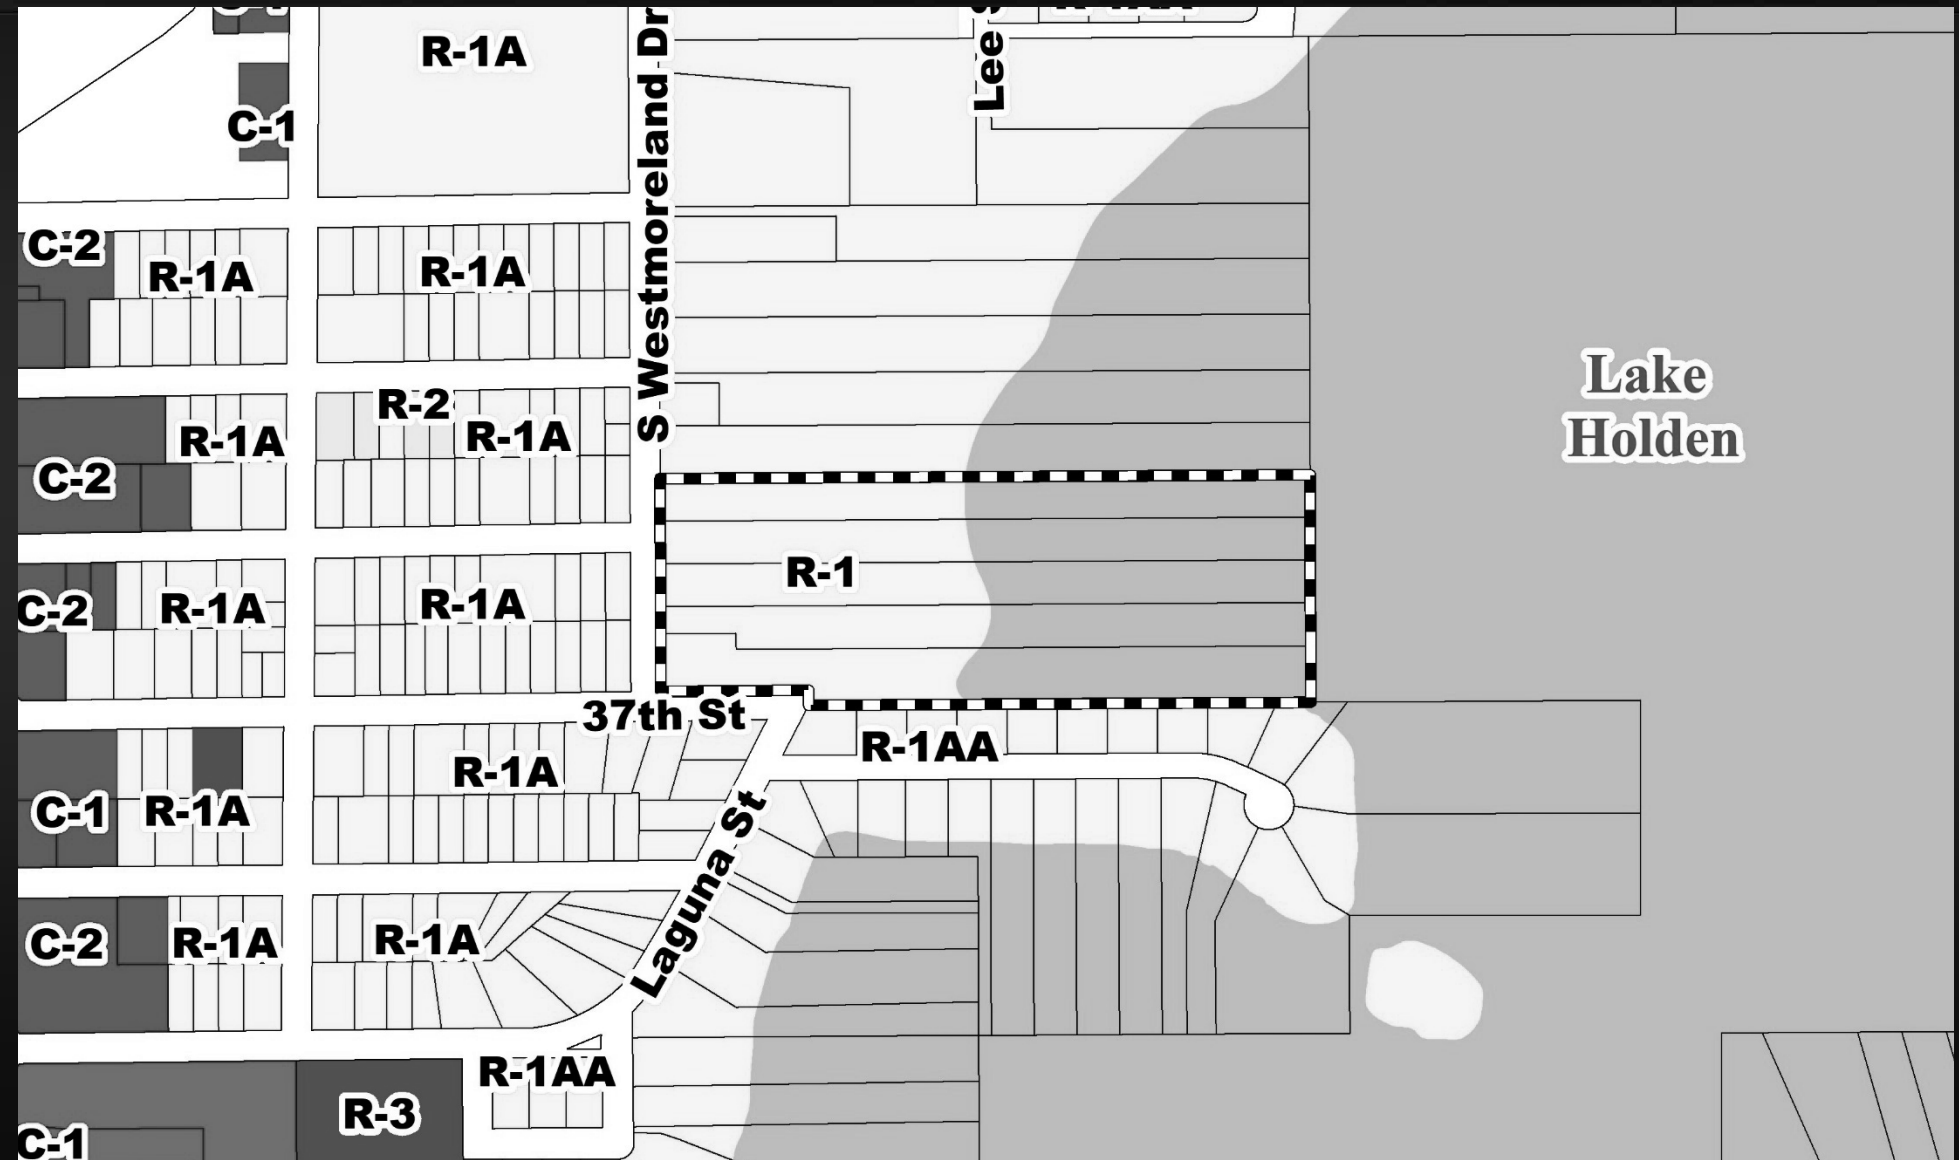 R-1A
S Westmoreland Dr
Lee
C-1
C-2
R-1A
R-1A
R-2
R-1A
R-1A
C-2
Lake
Holden
R-1
C-2
R-1A
R-1A
37th St
R-1AA
R-1A
C-1
R-1A
Laguna St
C-2
R-1A
R-1A
R-1AA
R-3
C-1